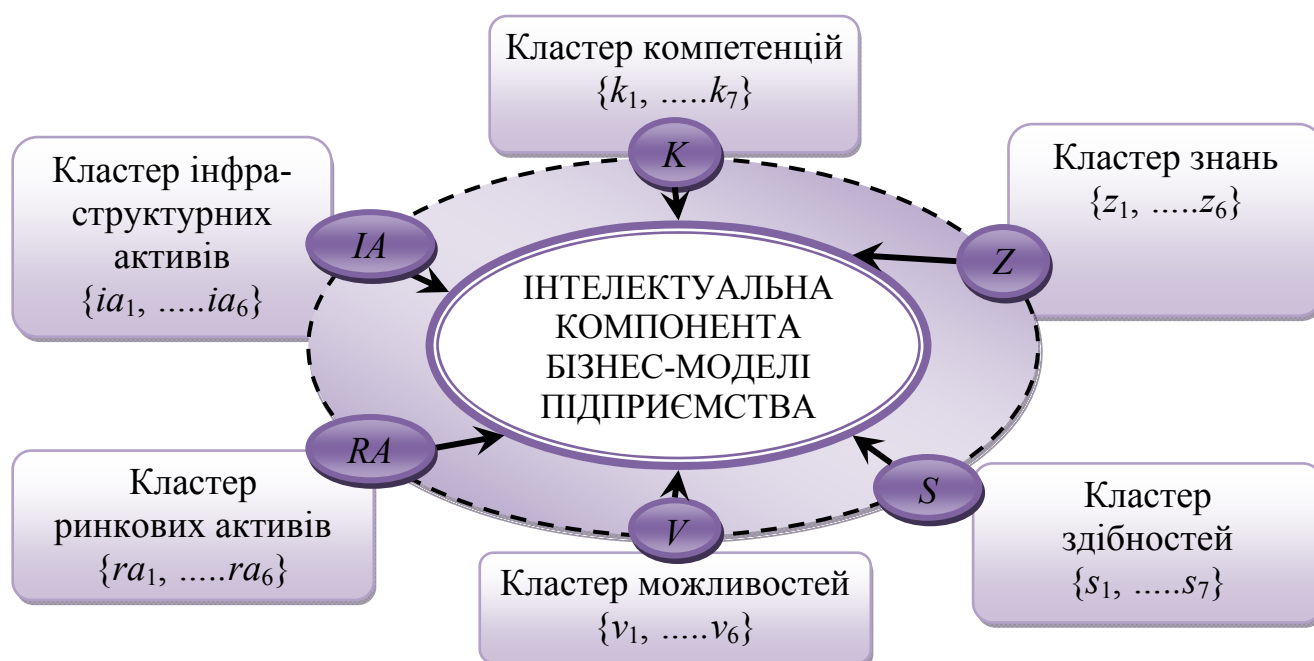 Кластер компетенцій
{k1, .....k7}
K
Кластер інфра-
структурних
активів
{ia1, .....ia6}
IA
Кластер знань
{z1, .....z6}
Z
ІНТЕЛЕКТУАЛЬНА
КОМПОНЕНТА
БІЗНЕС-МОДЕЛІ
ПІДПРИЄМСТВА
RA
Кластер
ринкових активів
{ra1, .....ra6}
V
Кластер можливостей
{v1, .....v6}
S
Кластер
здібностей
{s1, .....s7}